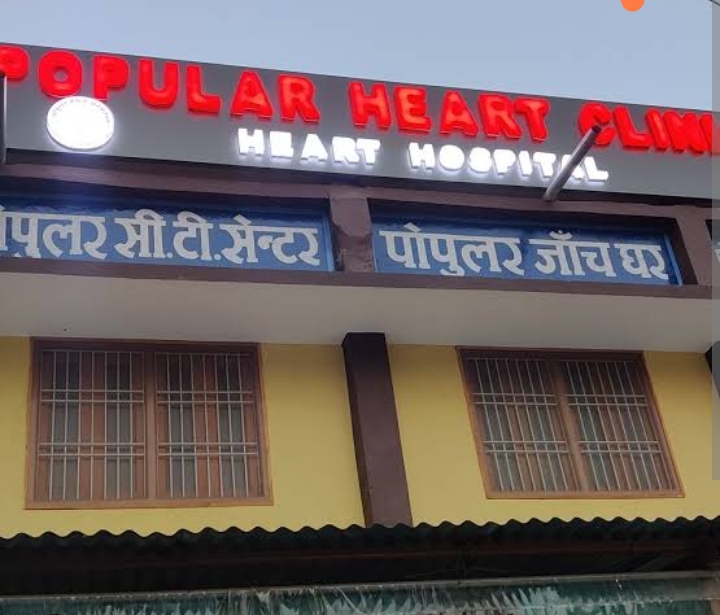 POPULAR HEART CLINI
HEART HOSPITAL
पॉपुलर सी.टी.सेन्टर
पोपुलर जाँच घर